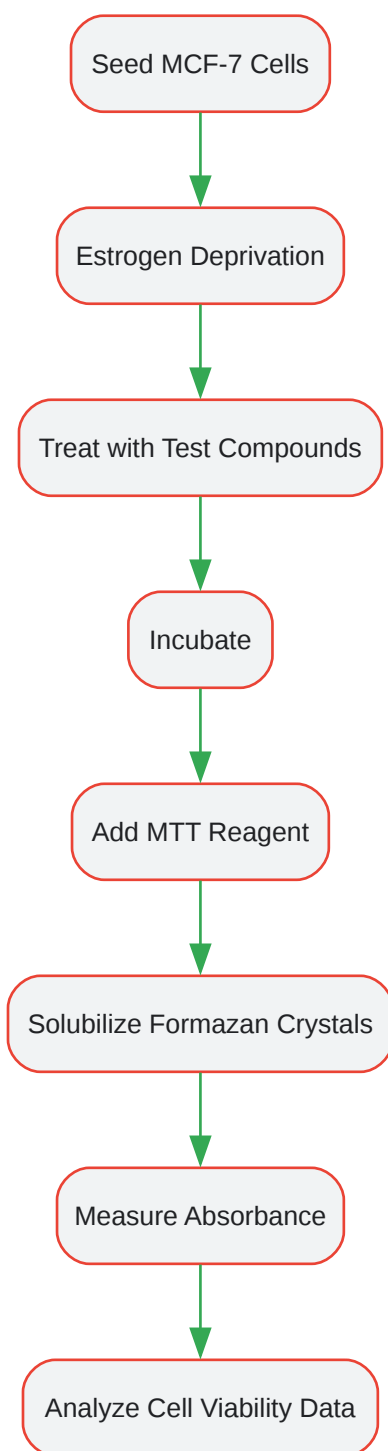 Seed MCF-7 Cells
Estrogen Deprivation
Treat with Test Compounds
Incubate
Add MTT Reagent
Solubilize Formazan Crystals
Measure Absorbance
Analyze Cell Viability Data